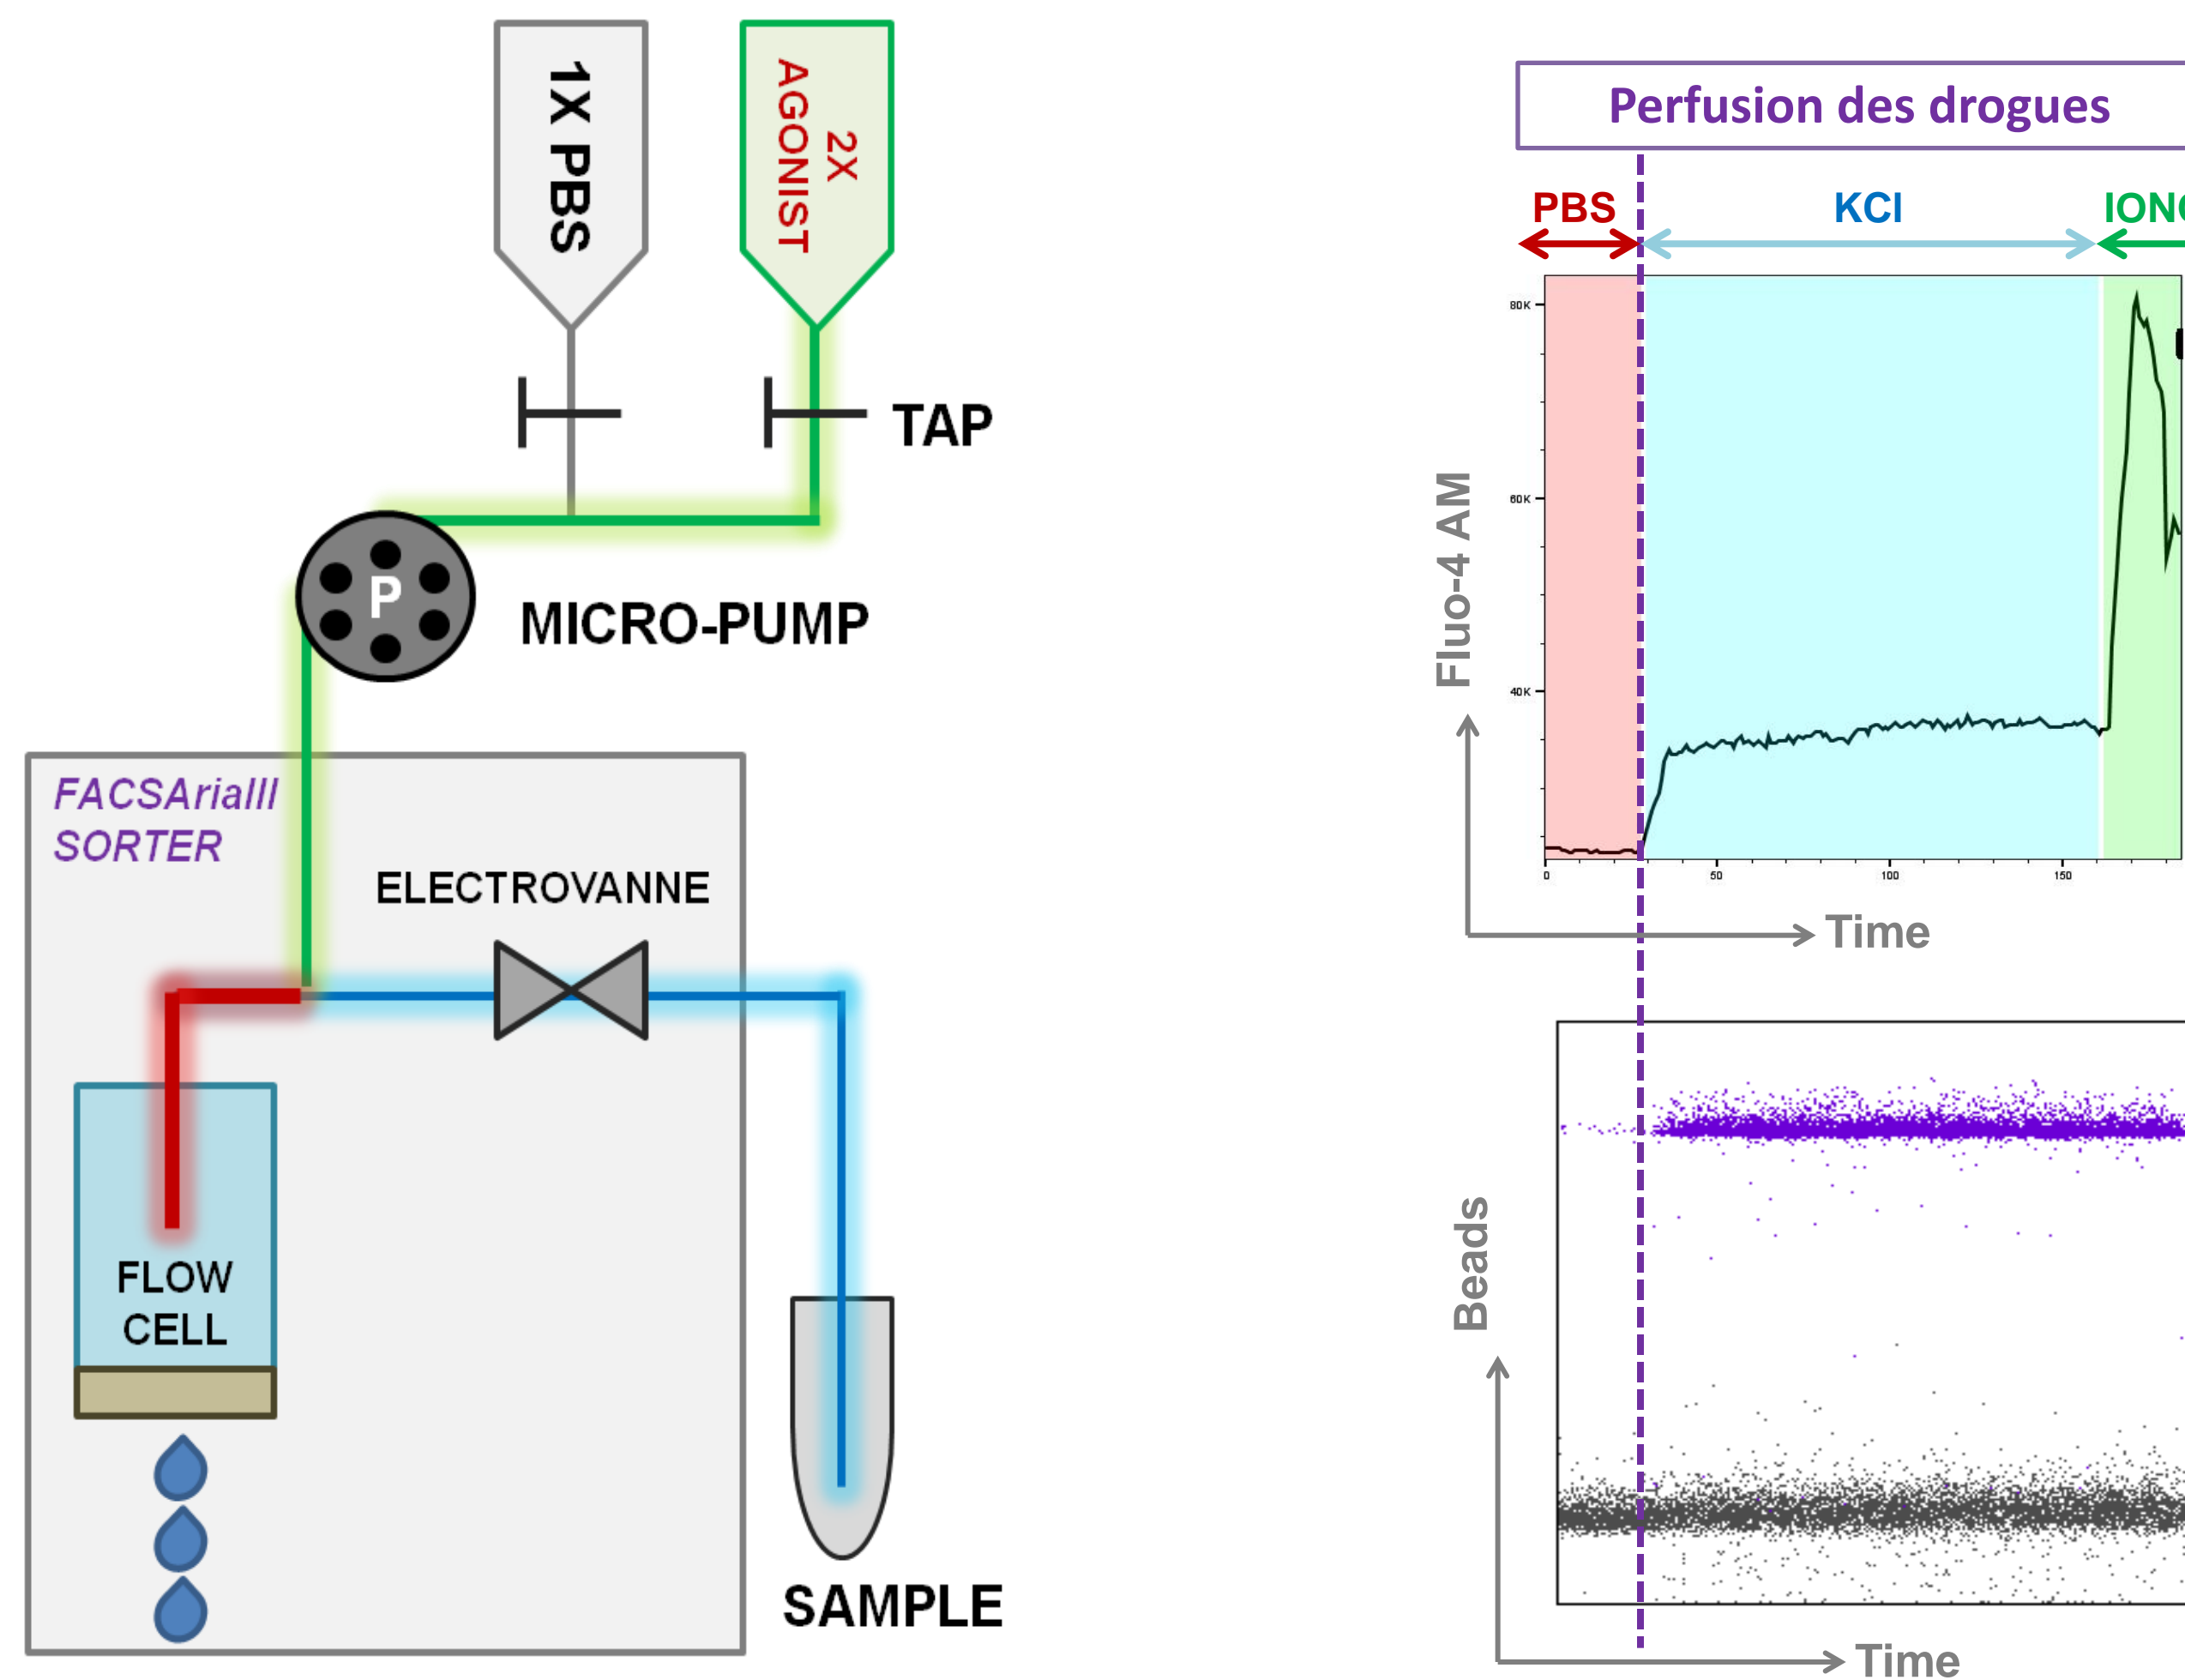 1X PBS
2X
AGONIST
TAP
P
MICRO-PUMP
FACSAriaIII
SORTER
ELECTROVANNE
FLOW
CELL
SAMPLE
Perfusion des drogues
PBS
KCl
80K
60K
40K
Fluo-4 AM
0
50
100
150
Time
Beads
Time